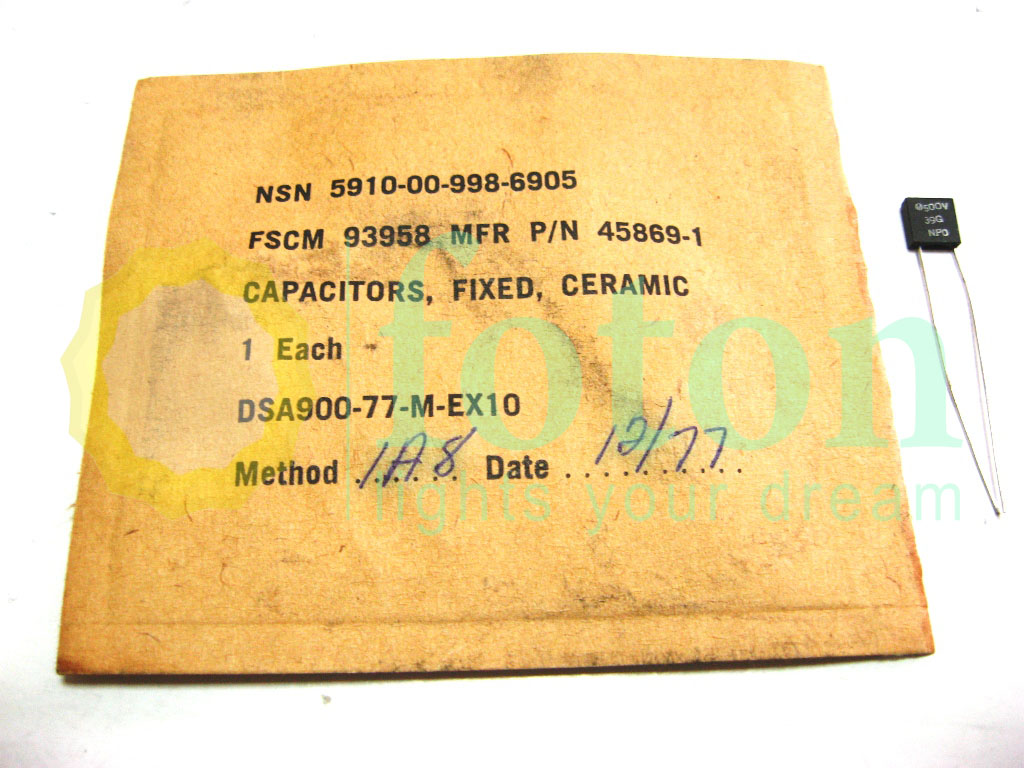 NSN 5910-00-998-6905
FSCM 93958 MFR P/N 45869-1
CAPACITORS, FIXED, CERAMIC
1 Each
DSA900-77-M-EX10
Method 1A8 Date 12/77
500V
39G
NPO
foton
lights your dream